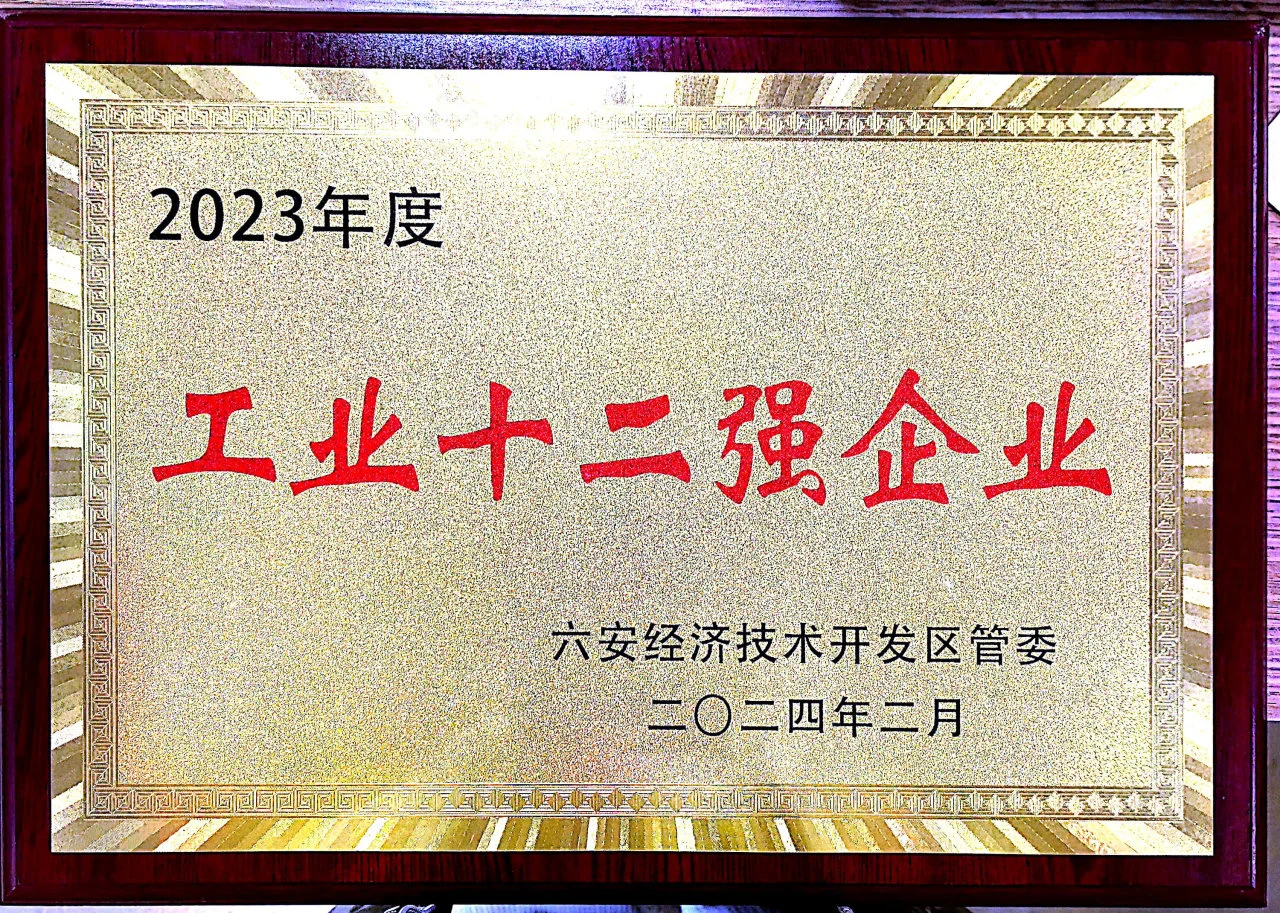 2023年度
工业十二强企业
六安经济技术开发区管委
二〇二四年二月